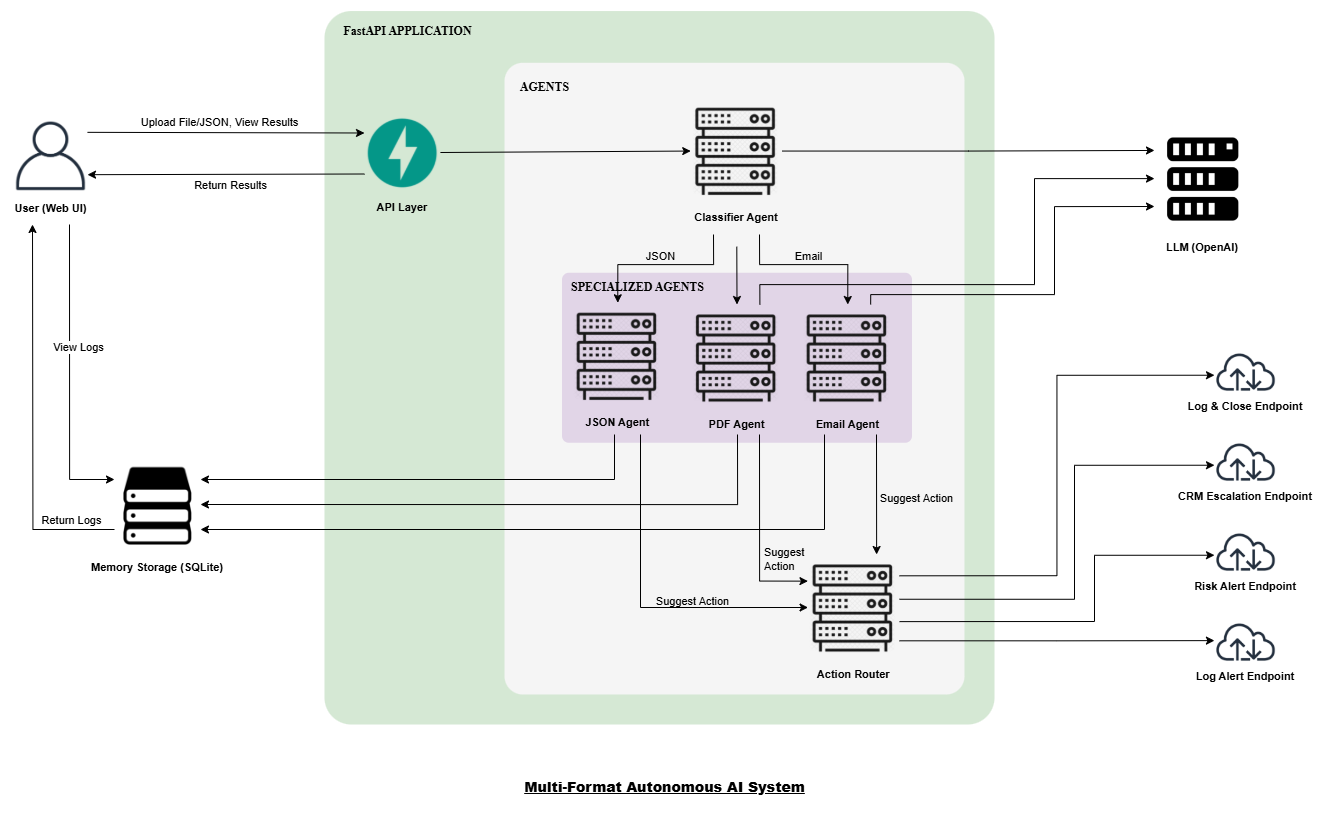 FastAPI APPLICATION
AGENTS
Upload File/JSON, View Results
Return Results
User (Web UI)
API Layer
Classifier Agent
LLM (OpenAI)
JSON
Email
SPECIALIZED AGENTS
View Logs
JSON Agent
PDF Agent
Email Agent
Log & Close Endpoint
Suggest Action
CRM Escalation Endpoint
Return Logs
Memory Storage (SQLite)
Suggest
Action
Risk Alert Endpoint
Suggest Action
Action Router
Log Alert Endpoint
Multi-Format Autonomous AI System